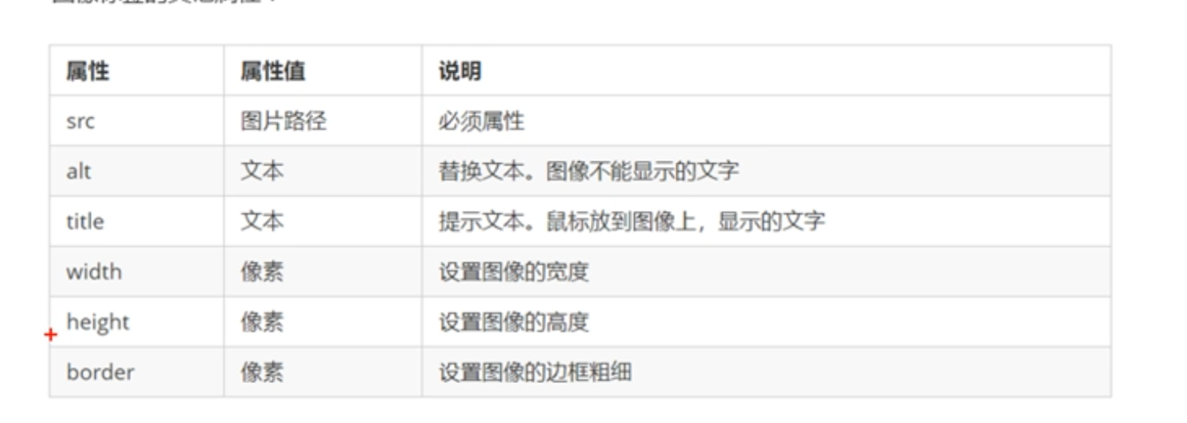 属性 属性值 说明
src 图片路径 必须属性
alt 文本 替换文本。图像不能显示的文字
title 文本 提示文本。鼠标放到图像上，显示的文字
width 像素 设置图像的宽度
height 像素 设置图像的高度
border 像素 设置图像的边框粗细